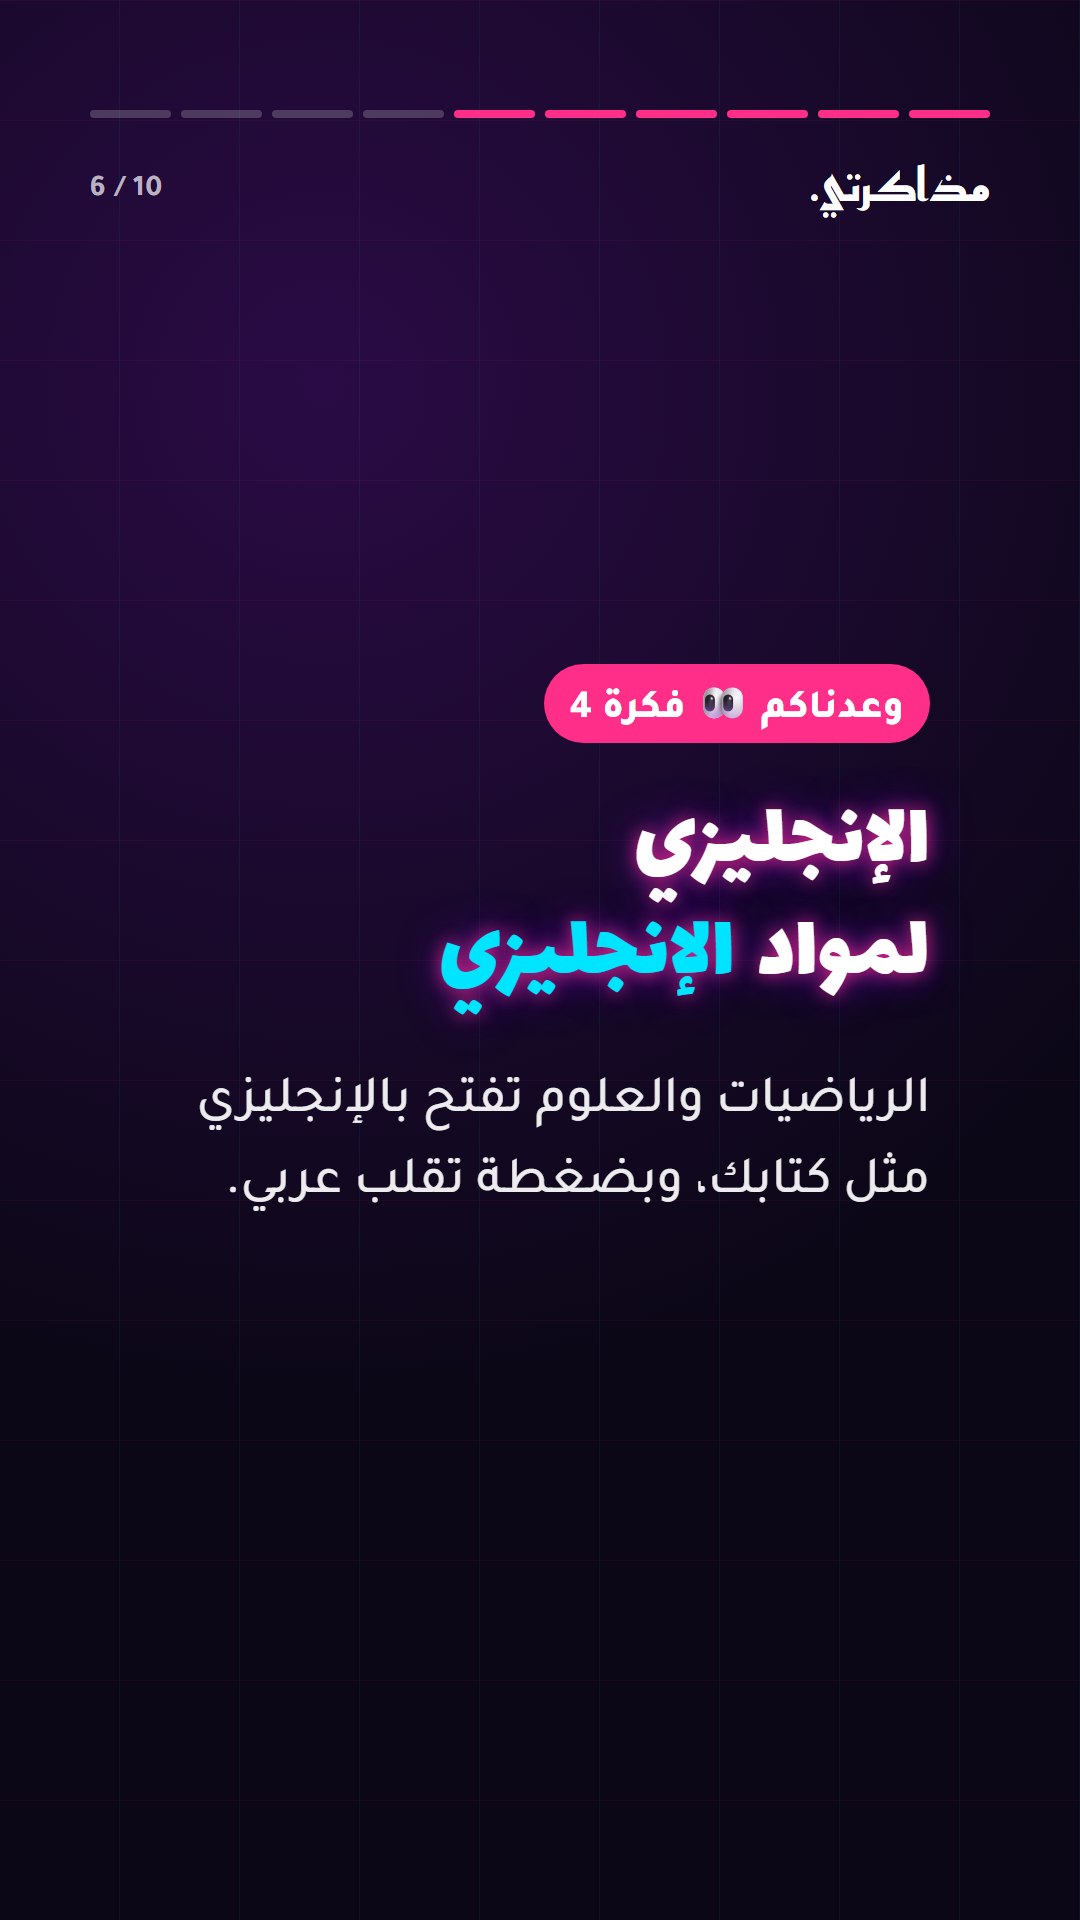 مذاكرتي.
6 / 10
وعدناكم 👀 فكرة 4
الإنجليزي
لمواد الإنجليزي
الرياضيات والعلوم تفتح بالإنجليزي
مثل كتابك، وبضغطة تقلب عربي.